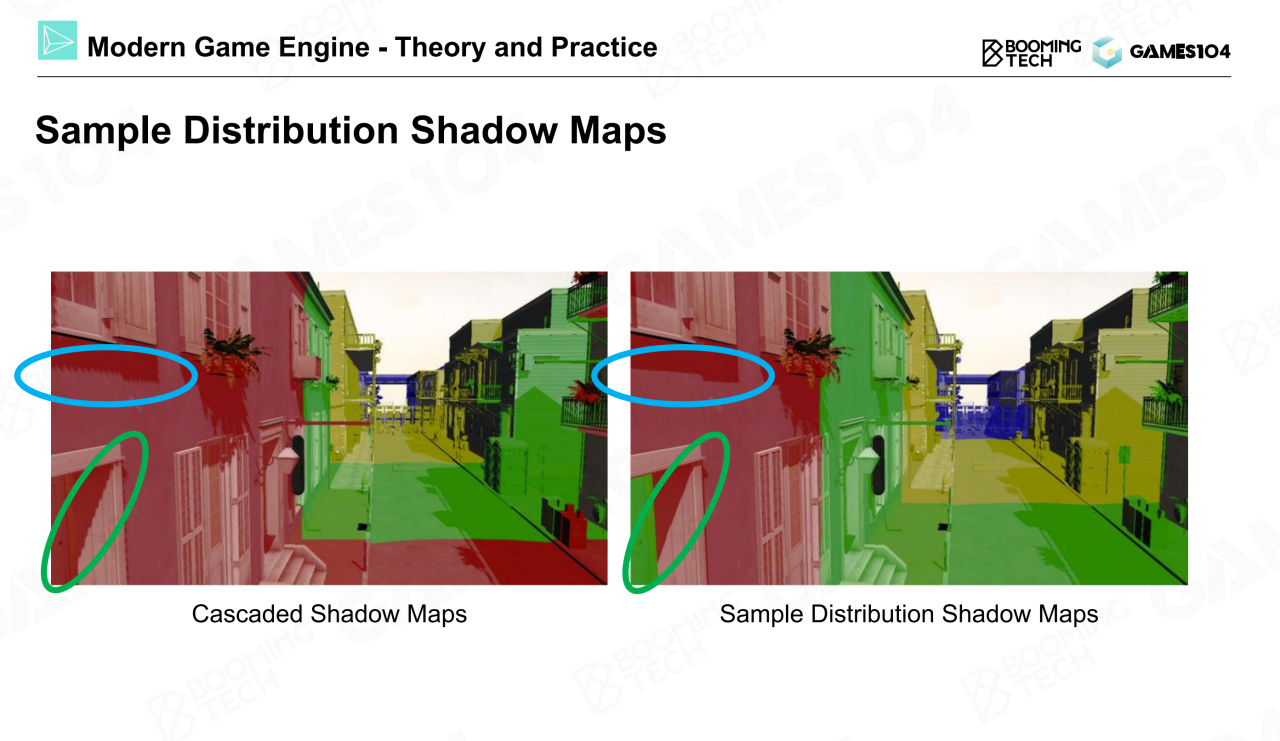 Modern Game Engine - Theory and Practice
BOOMING
TECH
GAMES104
Sample Distribution Shadow Maps
Cascaded Shadow Maps
Sample Distribution Shadow Maps